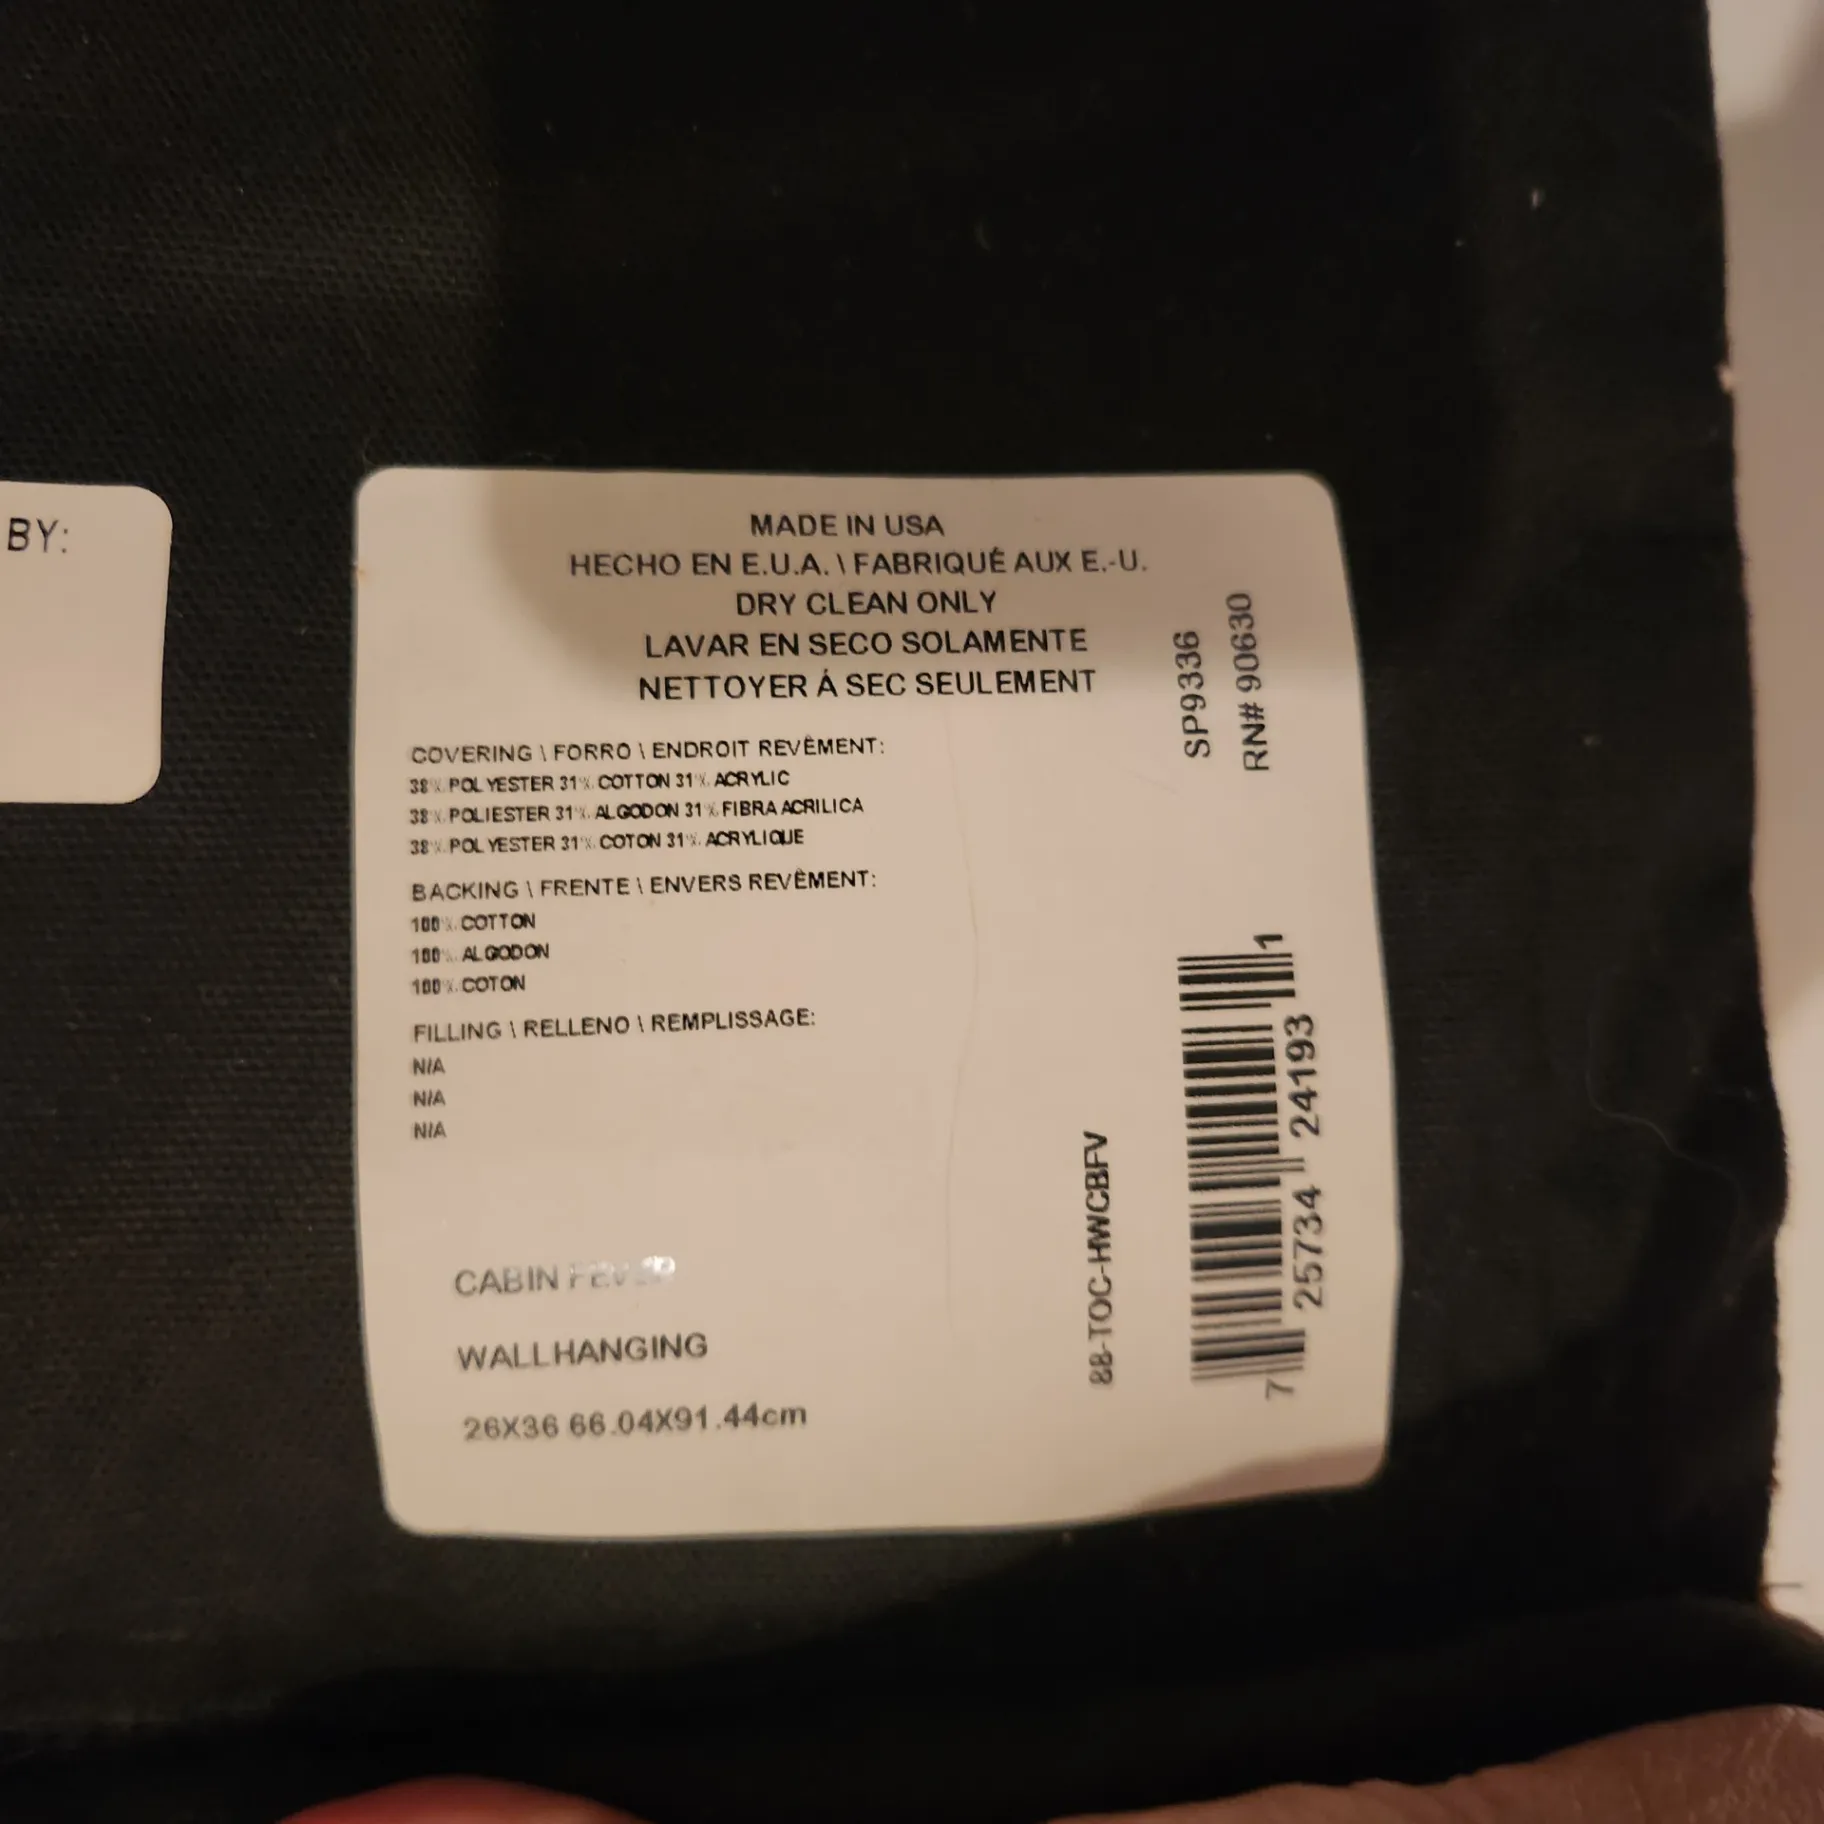 BY:
MADE IN USA
HECHO EN E.U.A. \ FABRIQUÉ AUX E.-U.
DRY CLEAN ONLY
LAVAR EN SECO SOLAMENTE
NETTOYER Á SEC SEULEMENT
COVERING \ FORRO \ ENDROIT REVÊMENT:
38% POLYESTER 31% COTTON 31% ACRYLIC
38% POLIESTER 31% ALGODON 31% FIBRA ACRILICA
38% POLYESTER 31% COTON 31% ACRYLIQUE
BACKING \ FRENTE \ ENVERS REVÊMENT:
100% COTTON
100% ALGODON
100% COTON
FILLING \ RELLENO \ REMPLISSAGE:
N/A
N/A
N/A
CABIN FEVER
WALLHANGING
26X36 66.04X91.44cm
88-TOC-HWCBFV
SP9336
RN# 90630
7 25734 24193 1